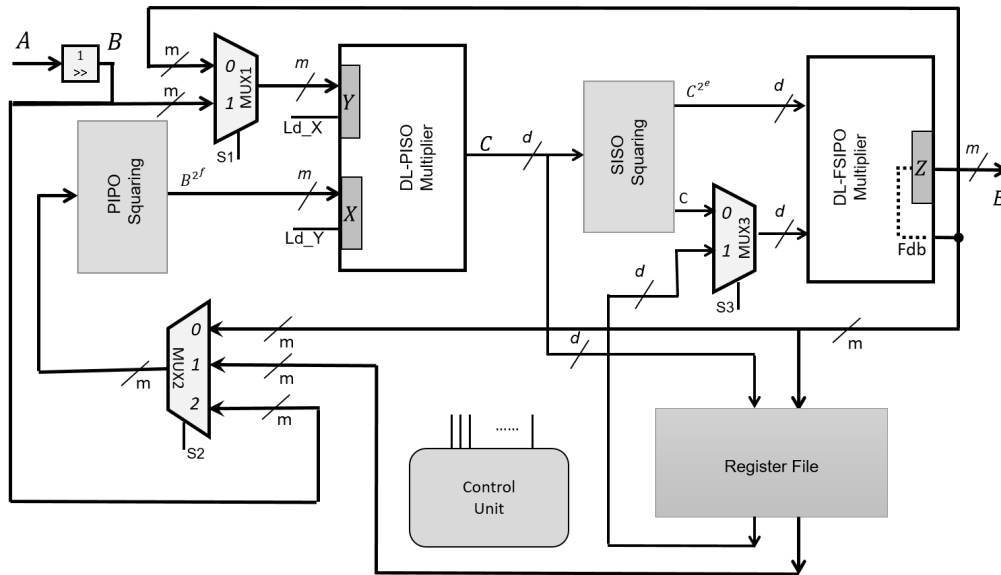 A
1
>>
B
m
m
0
1
MUX1
S1
m
Y
Ld_X
DL-PISO
Multiplier
PIPO
Squaring
B^{2^f}
m
X
Ld_Y
C
d
SISO
Squaring
C^{2^e}
d
C
0
1
MUX3
S3
d
d
DL-FSIPO
Multiplier
Z
Fdb
m
B
0
1
2
MUX2
S2
m
m
m
m
d
m
......
Control
Unit
Register File